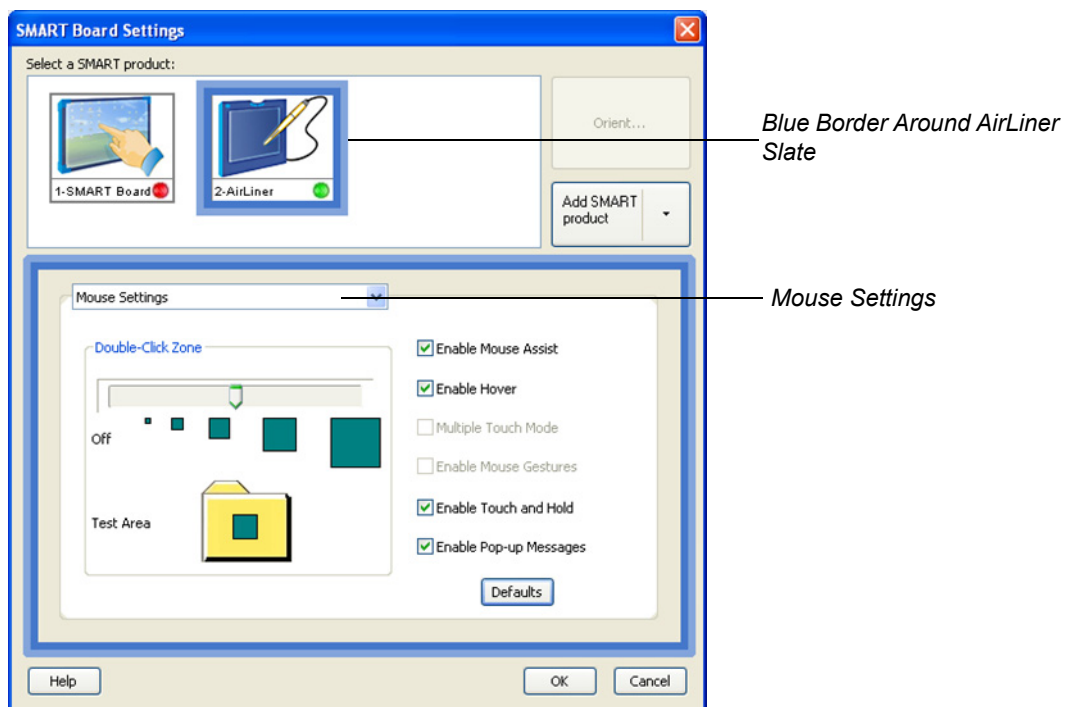 SMART Board Settings
Select a SMART product:
1-SMART Board
2-AirLiner
Orient...
Add SMART
product
Blue Border Around AirLiner
Slate
Mouse Settings
Mouse Settings
Double-Click Zone
Off
Test Area
Enable Mouse Assist
Enable Hover
Multiple Touch Mode
Enable Mouse Gestures
Enable Touch and Hold
Enable Pop-up Messages
Defaults
Help
OK
Cancel